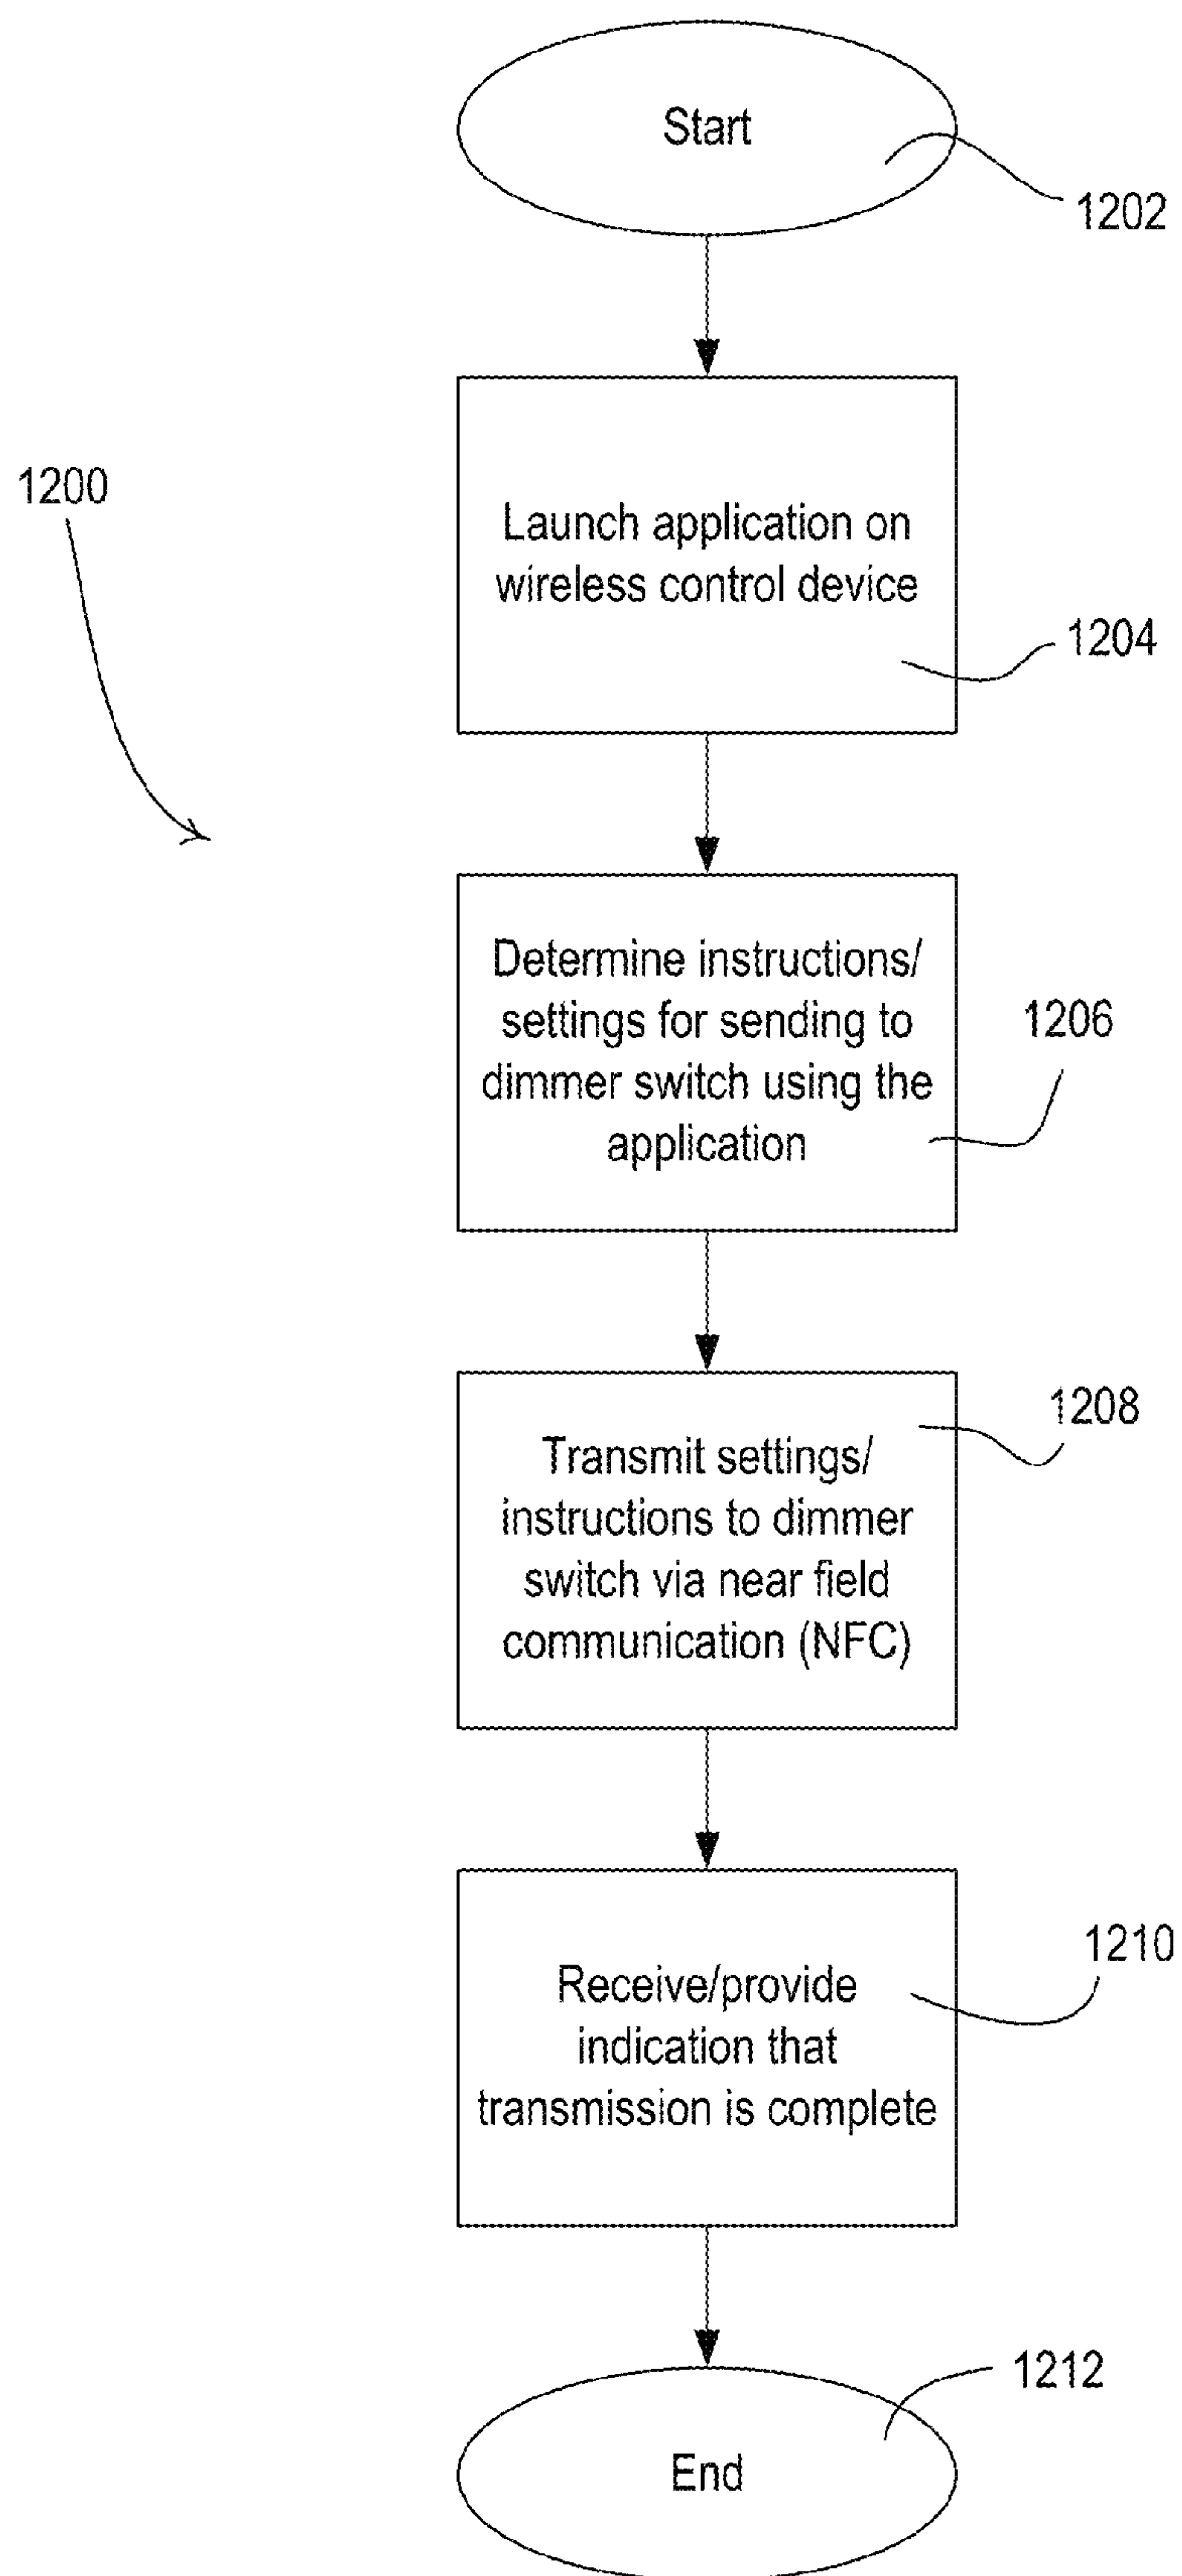 Start
1202
1200
Launch application on
wireless control device
1204
Determine instructions/
settings for sending to
dimmer switch using the
application
1206
Transmit settings/
instructions to dimmer
switch via near field
communication (NFC)
1208
Receive/provide
indication that
transmission is complete
1210
End
1212